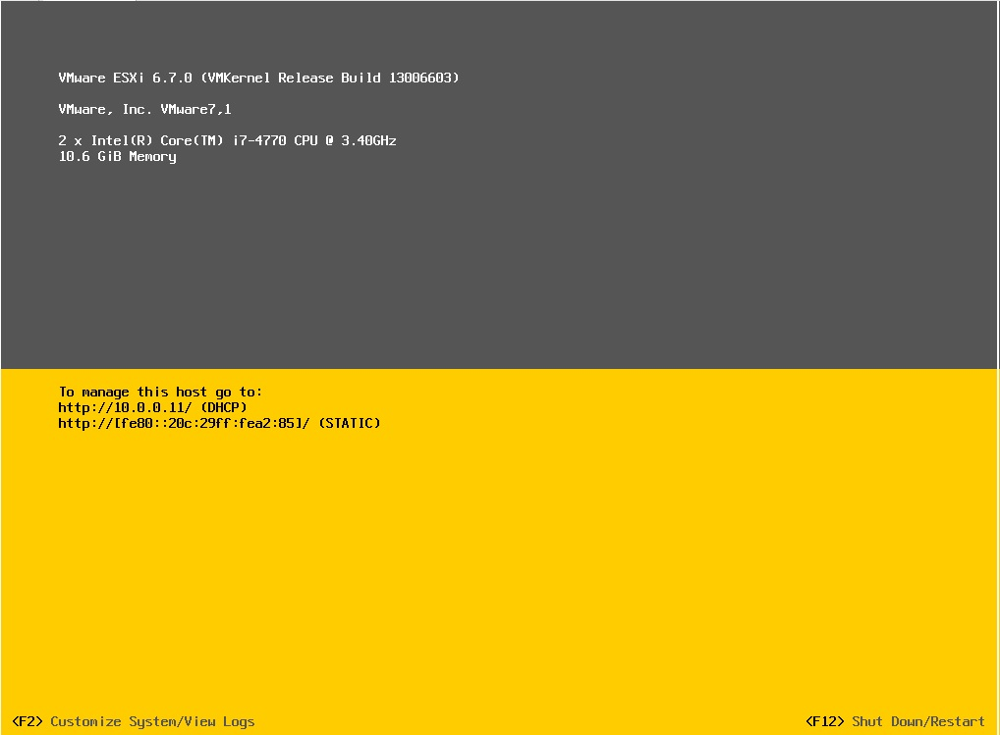 VMware ESXi 6.7.0 (VMKernel Release Build 13006603)
VMware, Inc. VMware7,1
2 x Intel(R) Core(TM) i7-4770 CPU @ 3.40GHz
10.6 GiB Memory
To manage this host go to:
http://10.0.0.11/ (DHCP)
http://[fe80::20c:29ff:fea2:85]/ (STATIC)
<F2> Customize System/View Logs
<F12> Shut Down/Restart